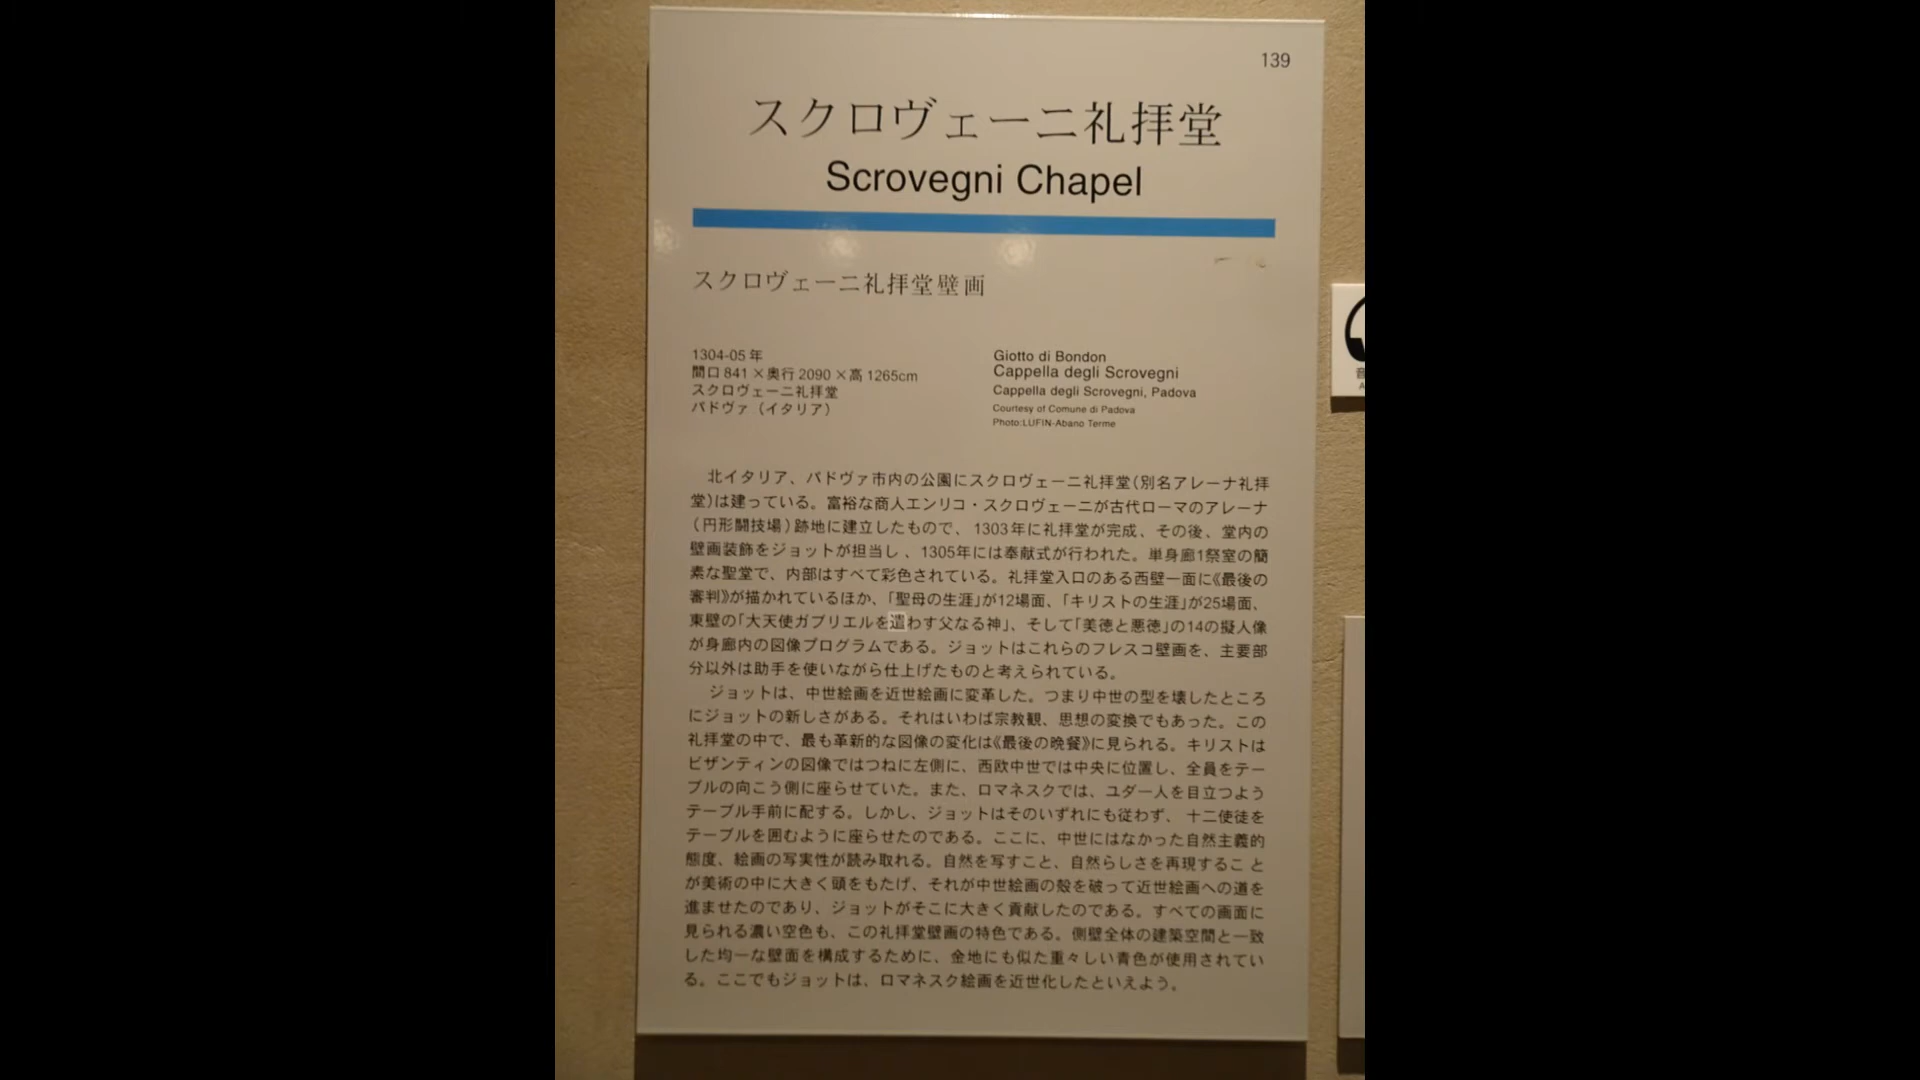 139
スクロヴェーニ礼拝堂
Scrovegni Chapel
スクロヴェーニ礼拝堂壁画
1304-05年
間口841×奥行2090×高1265cm
スクロヴェーニ礼拝堂
パドヴァ（イタリア）
Giotto di Bondon
Cappella degli Scrovegni
Cappella degli Scrovegni, Padova
Courtesy of Comune di Padova
Photo:LUFIN-Abano Terme
北イタリア、パドヴァ市内の公園にスクロヴェーニ礼拝堂(別名アレーナ礼拝
堂)は建っている。富裕な商人エンリコ・スクロヴェーニが古代ローマのアレーナ
（円形闘技場）跡地に建立したもので、1303年に礼拝堂が完成、その後、堂内の
壁画装飾をジョットが担当し、1305年には奉献式が行われた。単身廊1祭室の簡
素な聖堂で、内部はすべて彩色されている。礼拝堂入口のある西壁一面に《最後の
審判》が描かれているほか、「聖母の生涯」が12場面、「キリストの生涯」が25場面、
東壁の「大天使ガブリエルを遣わす父なる神」、そして「美徳と悪徳」の14の擬人像
が身廊内の図像プログラムである。ジョットはこれらのフレスコ壁画を、主要部
分以外は助手を使いながら仕上げたものと考えられている。
ジョットは、中世絵画を近世絵画に変革した。つまり中世の型を壊したところ
にジョットの新しさがある。それはいわば宗教観、思想の変換でもあった。この
礼拝堂の中で、最も革新的な図像の変化は《最後の晩餐》に見られる。キリストは
ビザンティンの図像ではつねに左側に、西欧中世では中央に位置し、全員をテー
ブルの向こう側に座らせていた。また、ロマネスクでは、ユダ一人を目立つよう
テーブル手前に配する。しかし、ジョットはそのいずれにも従わず、十二使徒を
テーブルを囲むように座らせたのである。ここに、中世にはなかった自然主義的
態度、絵画の写実性が読み取れる。自然を写すこと、自然らしさを再現すること
が美術の中に大きく頭をもたげ、それが中世絵画の殻を破って近世絵画への道を
進ませたのであり、ジョットがそこに大きく貢献したのである。すべての画面に
見られる濃い空色も、この礼拝堂壁画の特色である。側壁全体の建築空間と一致
した均一な壁面を構成するために、金地にも似た重々しい青色が使用されてい
る。ここでもジョットは、ロマネスク絵画を近世化したといえよう。
音
A